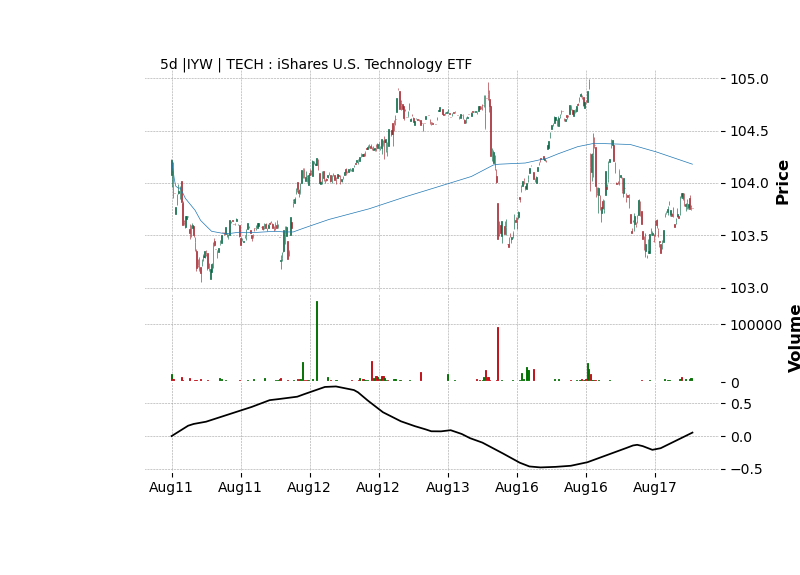 5d |IYW | TECH : iShares U.S. Technology ETF
105.0
104.5
104.0
103.5
103.0
Price
100000
0
Volume
0.5
0.0
−0.5
Aug11 Aug11 Aug12 Aug12 Aug13 Aug16 Aug16 Aug17